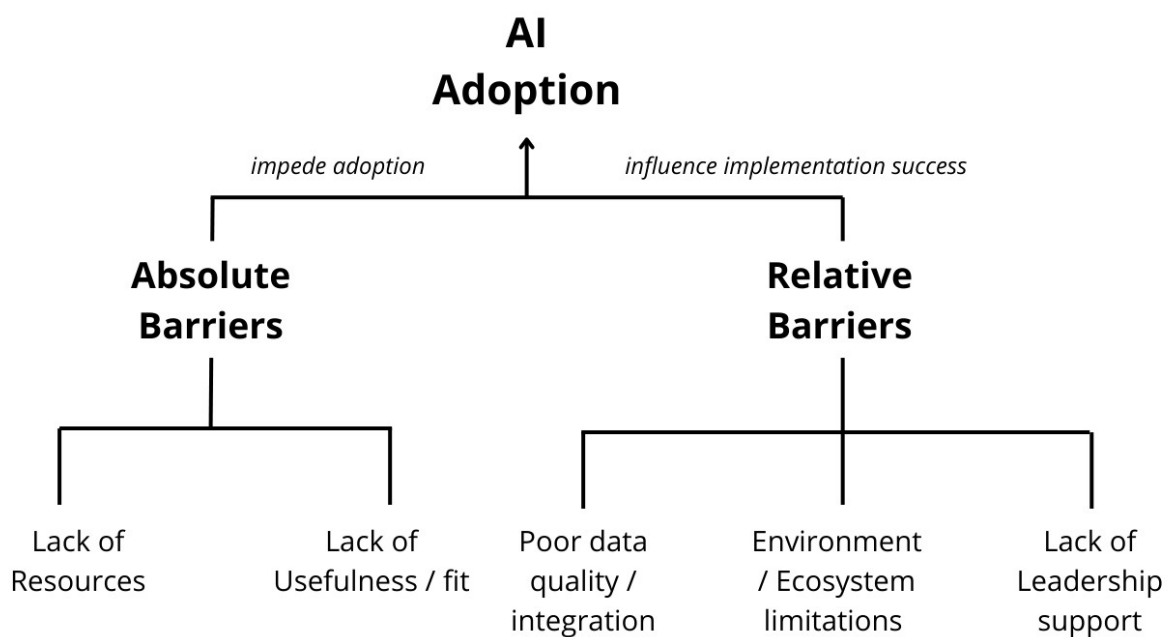 AI
Adoption
impede adoption
influence implementation success
Absolute
Barriers
Relative
Barriers
Lack of
Resources
Lack of
Usefulness / fit
Poor data
quality /
integration
Environment
/ Ecosystem
limitations
Lack of
Leadership
support